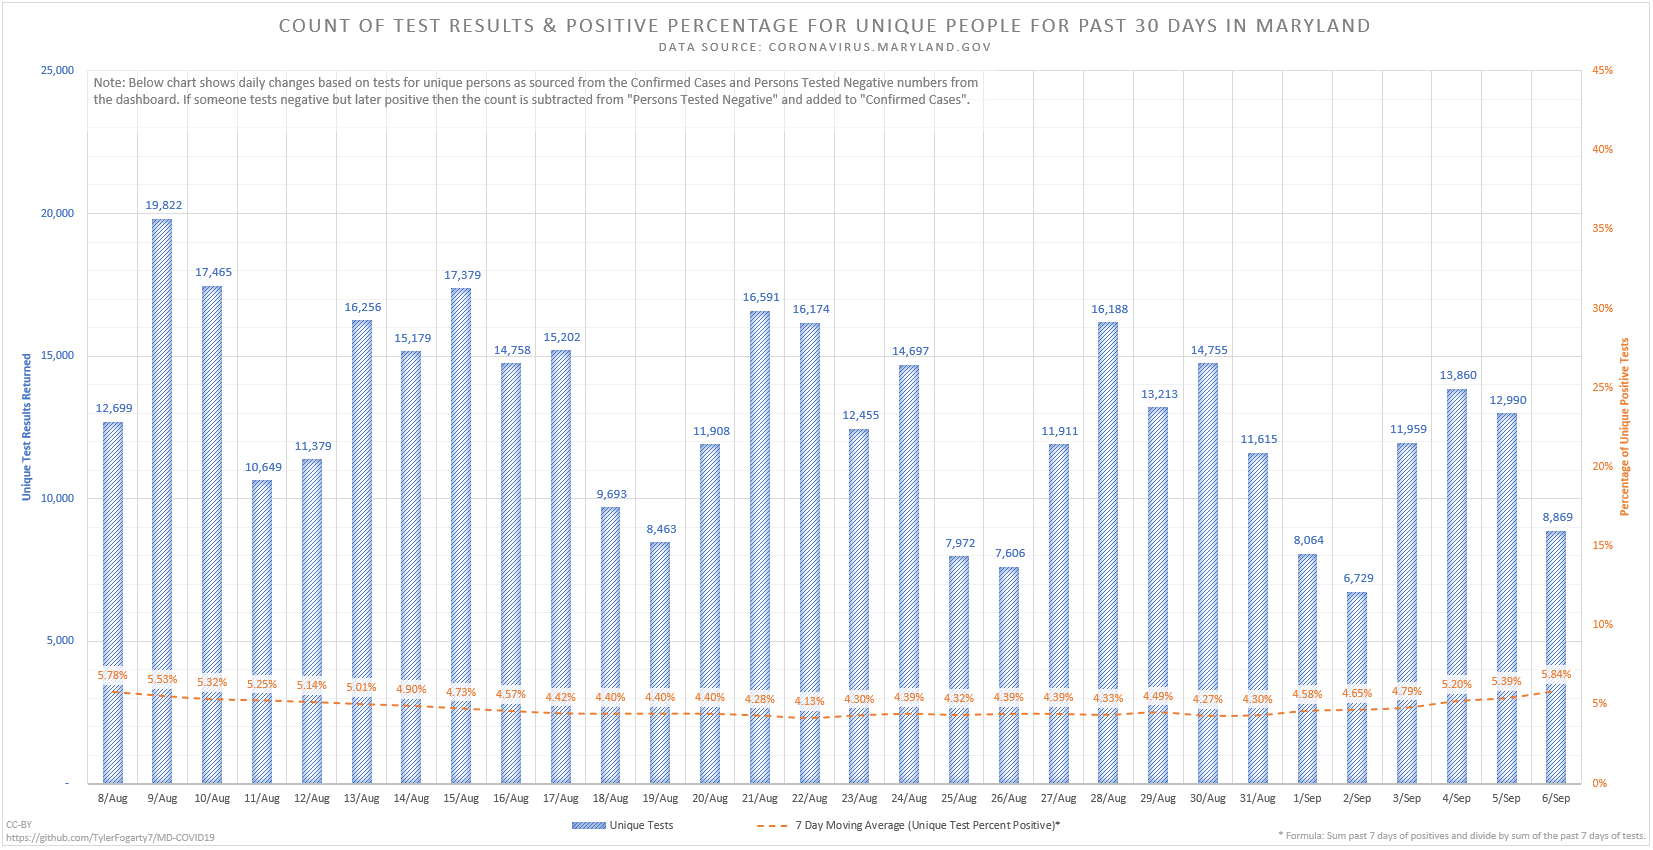 COUNT OF TEST RESULTS & POSITIVE PERCENTAGE FOR UNIQUE PEOPLE FOR PAST 30 DAYS IN MARYLAND
DATA SOURCE: CORONAVIRUS.MARYLAND.GOV
Note: Below chart shows daily changes based on tests for unique persons as sourced from the Confirmed Cases and Persons Tested Negative numbers from
the dashboard. If someone tests negative but later positive then the count is subtracted from "Persons Tested Negative" and added to "Confirmed Cases".
Unique Test Results Returned
25,000
20,000
15,000
10,000
5,000
-
Percentage of Unique Positive Tests
45%
40%
35%
30%
25%
20%
15%
10%
5%
0%
12,699
19,822
17,465
10,649
11,379
16,256
15,179
17,379
14,758
15,202
9,693
8,463
11,908
16,591
16,174
12,455
14,697
7,972
7,606
11,911
16,188
13,213
14,755
11,615
8,064
6,729
11,959
13,860
12,990
8,869
5.78%
5.53%
5.32%
5.25%
5.14%
5.01%
4.90%
4.73%
4.57%
4.42%
4.40%
4.40%
4.40%
4.28%
4.13%
4.30%
4.39%
4.32%
4.39%
4.39%
4.33%
4.49%
4.27%
4.30%
4.58%
4.65%
4.79%
5.20%
5.39%
5.84%
8/Aug
9/Aug
10/Aug
11/Aug
12/Aug
13/Aug
14/Aug
15/Aug
16/Aug
17/Aug
18/Aug
19/Aug
20/Aug
21/Aug
22/Aug
23/Aug
24/Aug
25/Aug
26/Aug
27/Aug
28/Aug
29/Aug
30/Aug
31/Aug
1/Sep
2/Sep
3/Sep
4/Sep
5/Sep
6/Sep
Unique Tests
7 Day Moving Average (Unique Test Percent Positive)*
CC-BY
https://github.com/TylerFogarty7/MD-COVID19
* Formula: Sum past 7 days of positives and divide by sum of the past 7 days of tests.